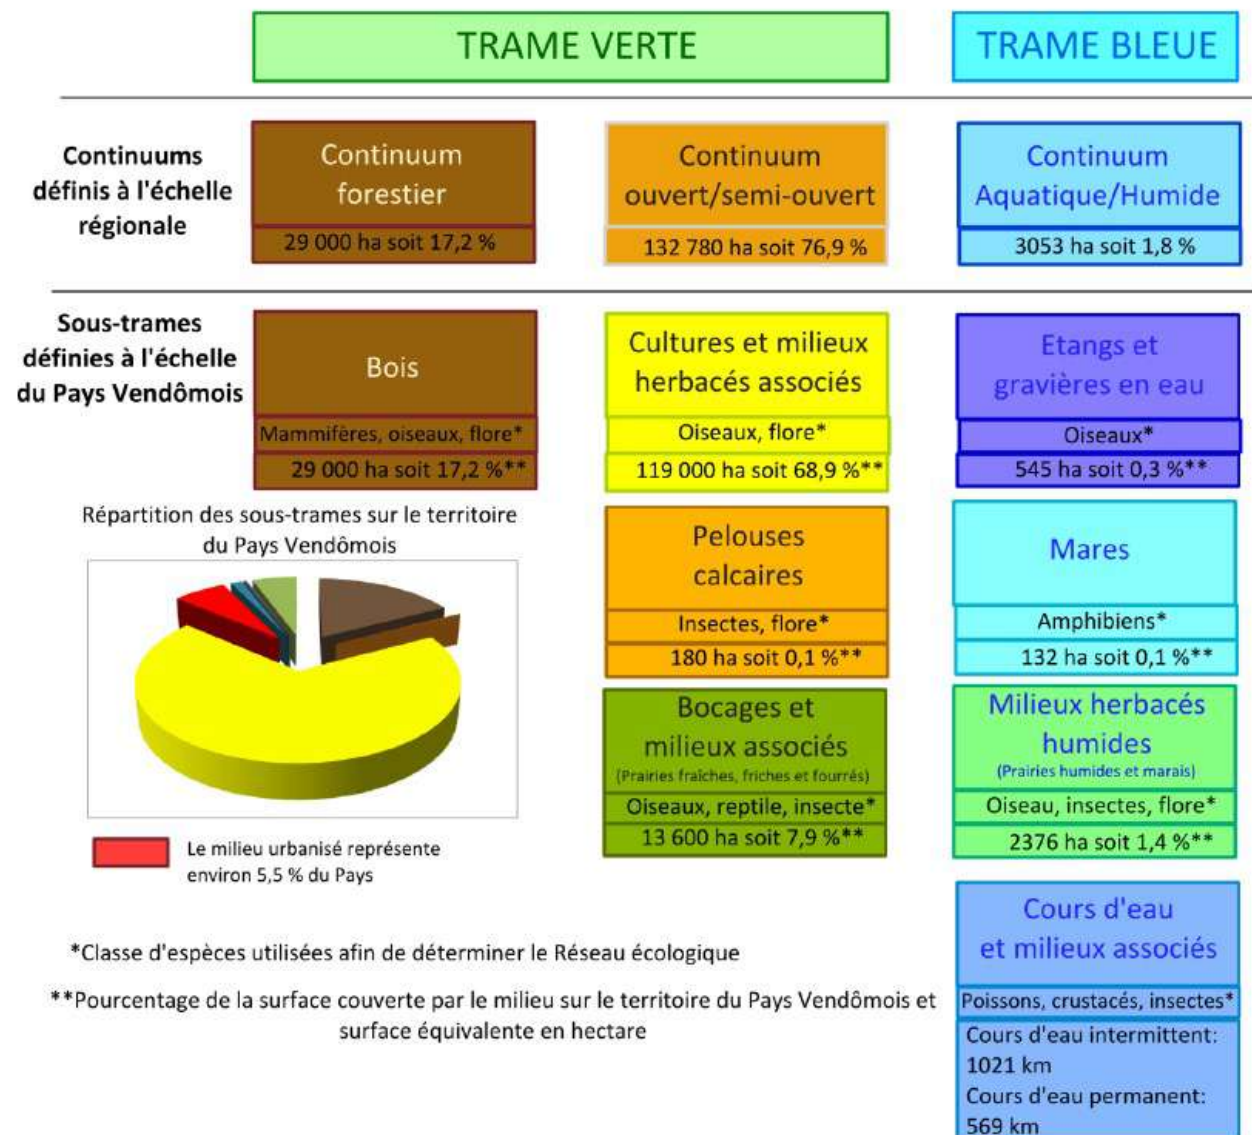 TRAME VERTE
TRAME BLEUE
Continuums
définis à l'échelle
régionale
Continuum
forestier
29 000 ha soit 17,2 %
Continuum
ouvert/semi-ouvert
132 780 ha soit 76,9 %
Continuum
Aquatique/Humide
3053 ha soit 1,8 %
Sous-trames
définies à l'échelle
du Pays Vendômois
Bois
Mammifères, oiseaux, flore*
29 000 ha soit 17,2 %**
Cultures et milieux
herbacés associés
Oiseaux, flore*
119 000 ha soit 68,9 %**
Etangs et
gravières en eau
Oiseaux*
545 ha soit 0,3 %**
Répartition des sous-trames sur le territoire
du Pays Vendômois
Pelouses
calcaires
Insectes, flore*
180 ha soit 0,1 %**
Mares
Amphibiens*
132 ha soit 0,1 %**
Bocages et
milieux associés
(Prairies fraîches, friches et fourrés)
Oiseaux, reptile, insecte*
13 600 ha soit 7,9 %**
Milieux herbacés
humides
(Prairies humides et marais)
Oiseau, insectes, flore*
2376 ha soit 1,4 %**
Le milieu urbanisé représente
environ 5,5 % du Pays
Cours d'eau
et milieux associés
Poissons, crustacés, insectes*
Cours d'eau intermittent:
1021 km
Cours d'eau permanent:
569 km
*Classe d'espèces utilisées afin de déterminer le Réseau écologique
**Pourcentage de la surface couverte par le milieu sur le territoire du Pays Vendômois et
surface équivalente en hectare